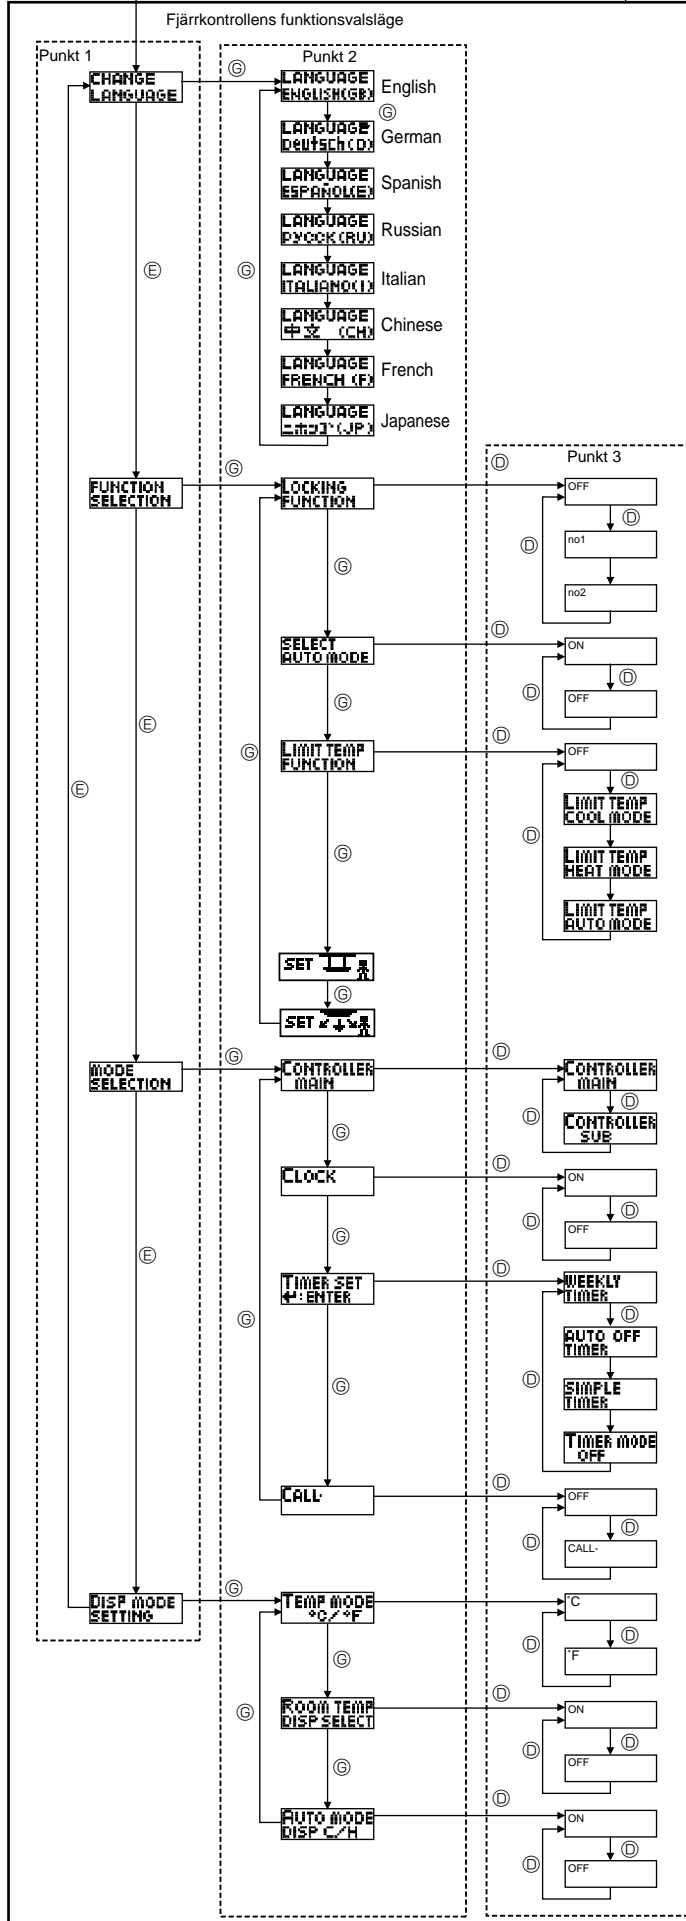 Fjärrkontrollens funktionsvalsläge
Punkt 1
Punkt 2
CHANGE
LANGUAGE
G
LANGUAGE
ENGLISH(GB)
English
G
LANGUAGE
Deutsch(D)
German
LANGUAGE
ESPAÑOL(E)
Spanish
LANGUAGE
РУССК(RU)
Russian
E
G
LANGUAGE
ITALIANO(I)
Italian
LANGUAGE
中文 (CH)
Chinese
LANGUAGE
FRENCH (F)
French
LANGUAGE
ニホンゴ(JP)
Japanese
Punkt 3
FUNCTION
SELECTION
G
LOCKING
FUNCTION
D
OFF
D
D
no1
no2
G
SELECT
AUTO MODE
D
ON
D
D
OFF
E
G
G
LIMIT TEMP
FUNCTION
D
OFF
D
E
LIMIT TEMP
COOL MODE
D
LIMIT TEMP
HEAT MODE
G
LIMIT TEMP
AUTO MODE
SET
G
SET
MODE
SELECTION
G
CONTROLLER
MAIN
D
CONTROLLER
MAIN
D
D
CONTROLLER
SUB
G
CLOCK
D
ON
D
D
OFF
E
G
TIMER SET
↵:ENTER
D
WEEKLY
TIMER
D
G
AUTO OFF
TIMER
D
SIMPLE
TIMER
G
TIMER MODE
OFF
CALL-
D
OFF
D
D
CALL-
DISP MODE
SETTING
G
TEMP MODE
°C/°F
D
°C
D
D
°F
G
ROOM TEMP
DISP SELECT
D
ON
D
D
OFF
G
G
AUTO MODE
DISP C/H
D
ON
D
D
OFF